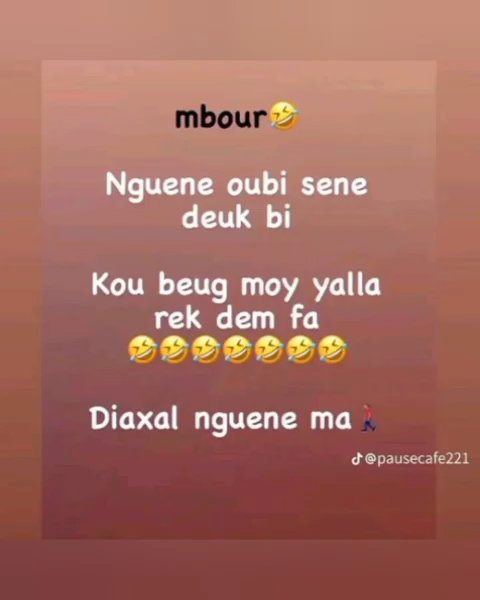 mbour🤣
Nguene oubi sene
deuk bi
Kou beug moy yalla
rek dem fa
🤣🤣🤣🤣🤣🤣🤣
Diaxal nguene ma🚶
@pausecafe221